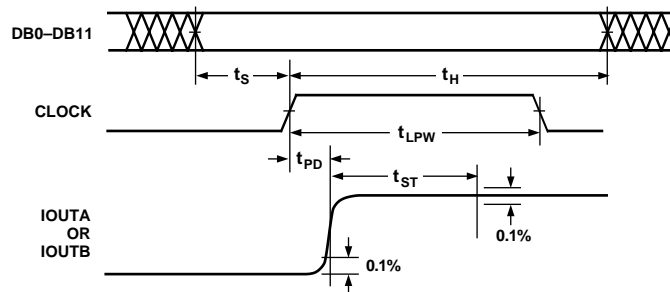 DB0–DB11
tS
tH
CLOCK
tLPW
tPD
tST
IOUTA
OR
IOUTB
0.1%
0.1%